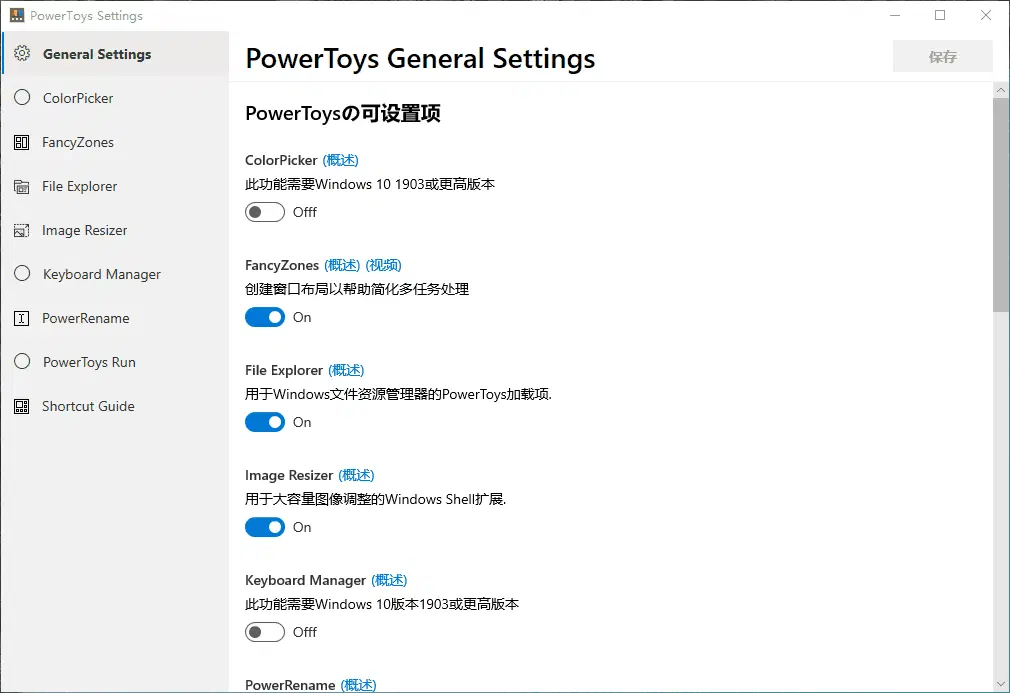 PowerToys Settings
General Settings
ColorPicker
FancyZones
File Explorer
Image Resizer
Keyboard Manager
PowerRename
PowerToys Run
Shortcut Guide
PowerToys General Settings
保存
PowerToysの可设置项
ColorPicker (概述)
此功能需要Windows 10 1903或更高版本
Offf
FancyZones (概述) (视频)
创建窗口布局以帮助简化多任务处理
On
File Explorer (概述)
用于Windows文件资源管理器的PowerToys加载项.
On
Image Resizer (概述)
用于大容量图像调整的Windows Shell扩展.
On
Keyboard Manager (概述)
此功能需要Windows 10版本1903或更高版本
Offf
PowerRename (概述)